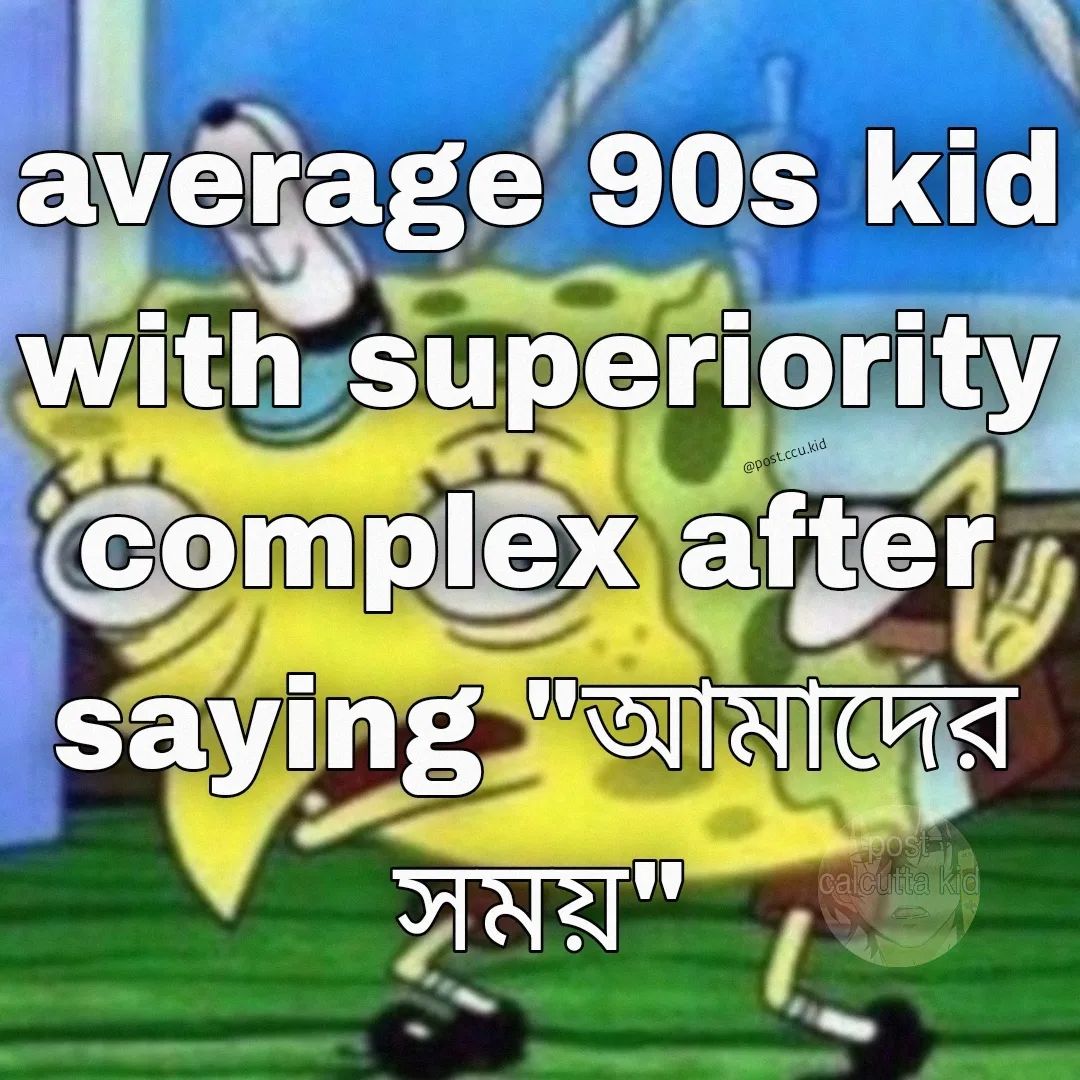 average 90s kid
with superiority
@post.ccu.kid
complex after
saying "আমাদের
সময়"
post
calcutta kid